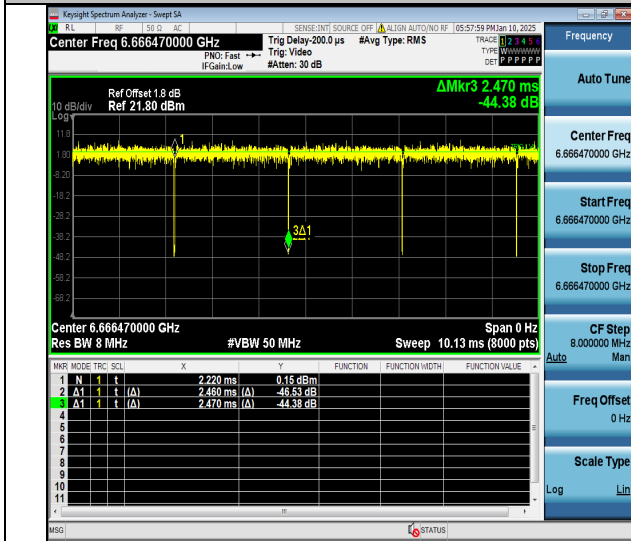 Keysight Spectrum Analyzer - Swept SA
RL RF 50 Ω AC SENSE:INT SOURCE OFF ALIGN AUTO/NO RF 05:57:59 PM Jan 10, 2025
Center Freq 6.666470000 GHz Trig Delay-200.0 µs #Avg Type: RMS TRACE 1 2 3 4 5 6
PNO: Fast Trig: Video TYPE WWWWWW
IFGain:Low #Atten: 30 dB DET P P P P P P
Ref Offset 1.8 dB ΔMkr3 2.470 ms
10 dB/div Ref 21.80 dBm -44.38 dB
Log
11.8
1
1.80
-8.20
-18.2
-28.2
-38.2
3Δ1
-48.2
-58.2
-68.2
Center 6.666470000 GHz Span 0 Hz
Res BW 8 MHz #VBW 50 MHz Sweep 10.13 ms (8000 pts)
MKR MODE TRC SCL X Y FUNCTION FUNCTION WIDTH FUNCTION VALUE
1 N 1 t 2.220 ms 0.15 dBm
2 Δ1 1 t (Δ) 2.460 ms (Δ) -46.53 dB
3 Δ1 1 t (Δ) 2.470 ms (Δ) -44.38 dB
4
5
6
7
8
9
10
11
MSG STATUS
Frequency
Auto Tune
Center Freq
6.666470000 GHz
Start Freq
6.666470000 GHz
Stop Freq
6.666470000 GHz
CF Step
8.000000 MHz
Auto Man
Freq Offset
0 Hz
Scale Type
Log Lin